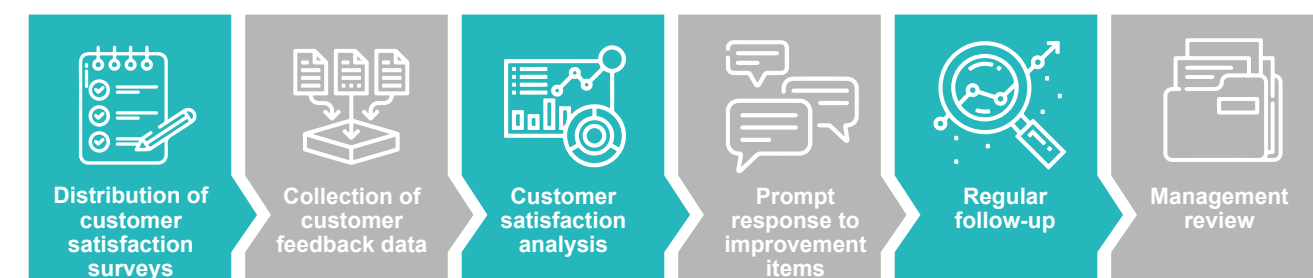 Distribution of
customer
satisfaction
surveys
Collection of
customer
feedback data
Customer
satisfaction
analysis
Prompt
response to
improvement
items
Regular
follow-up
Management
review